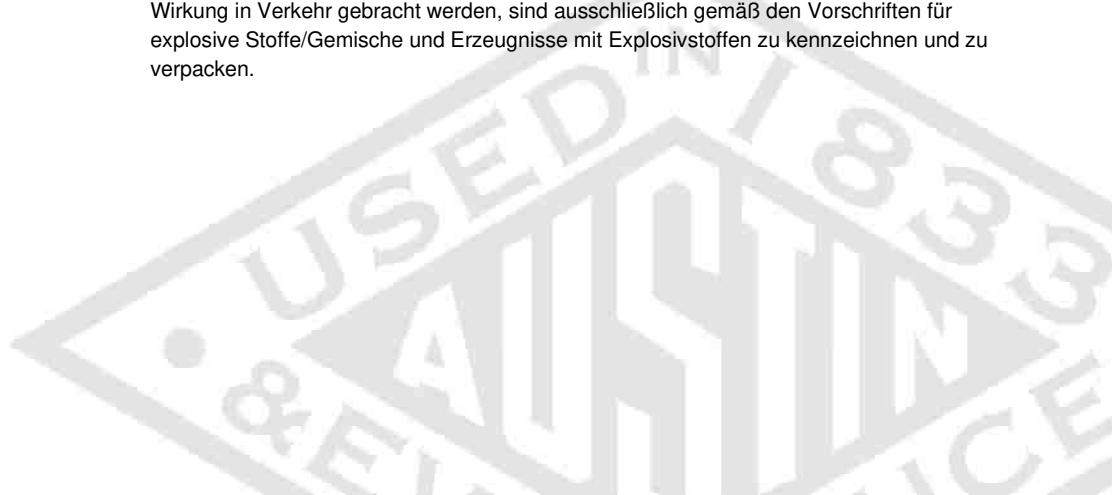 Wirkung in Verkehr gebracht werden, sind ausschließlich gemäß den Vorschriften für
explosive Stoffe/Gemische und Erzeugnisse mit Explosivstoffen zu kennzeichnen und zu
verpacken.
USED IN 1833
AUSTIN